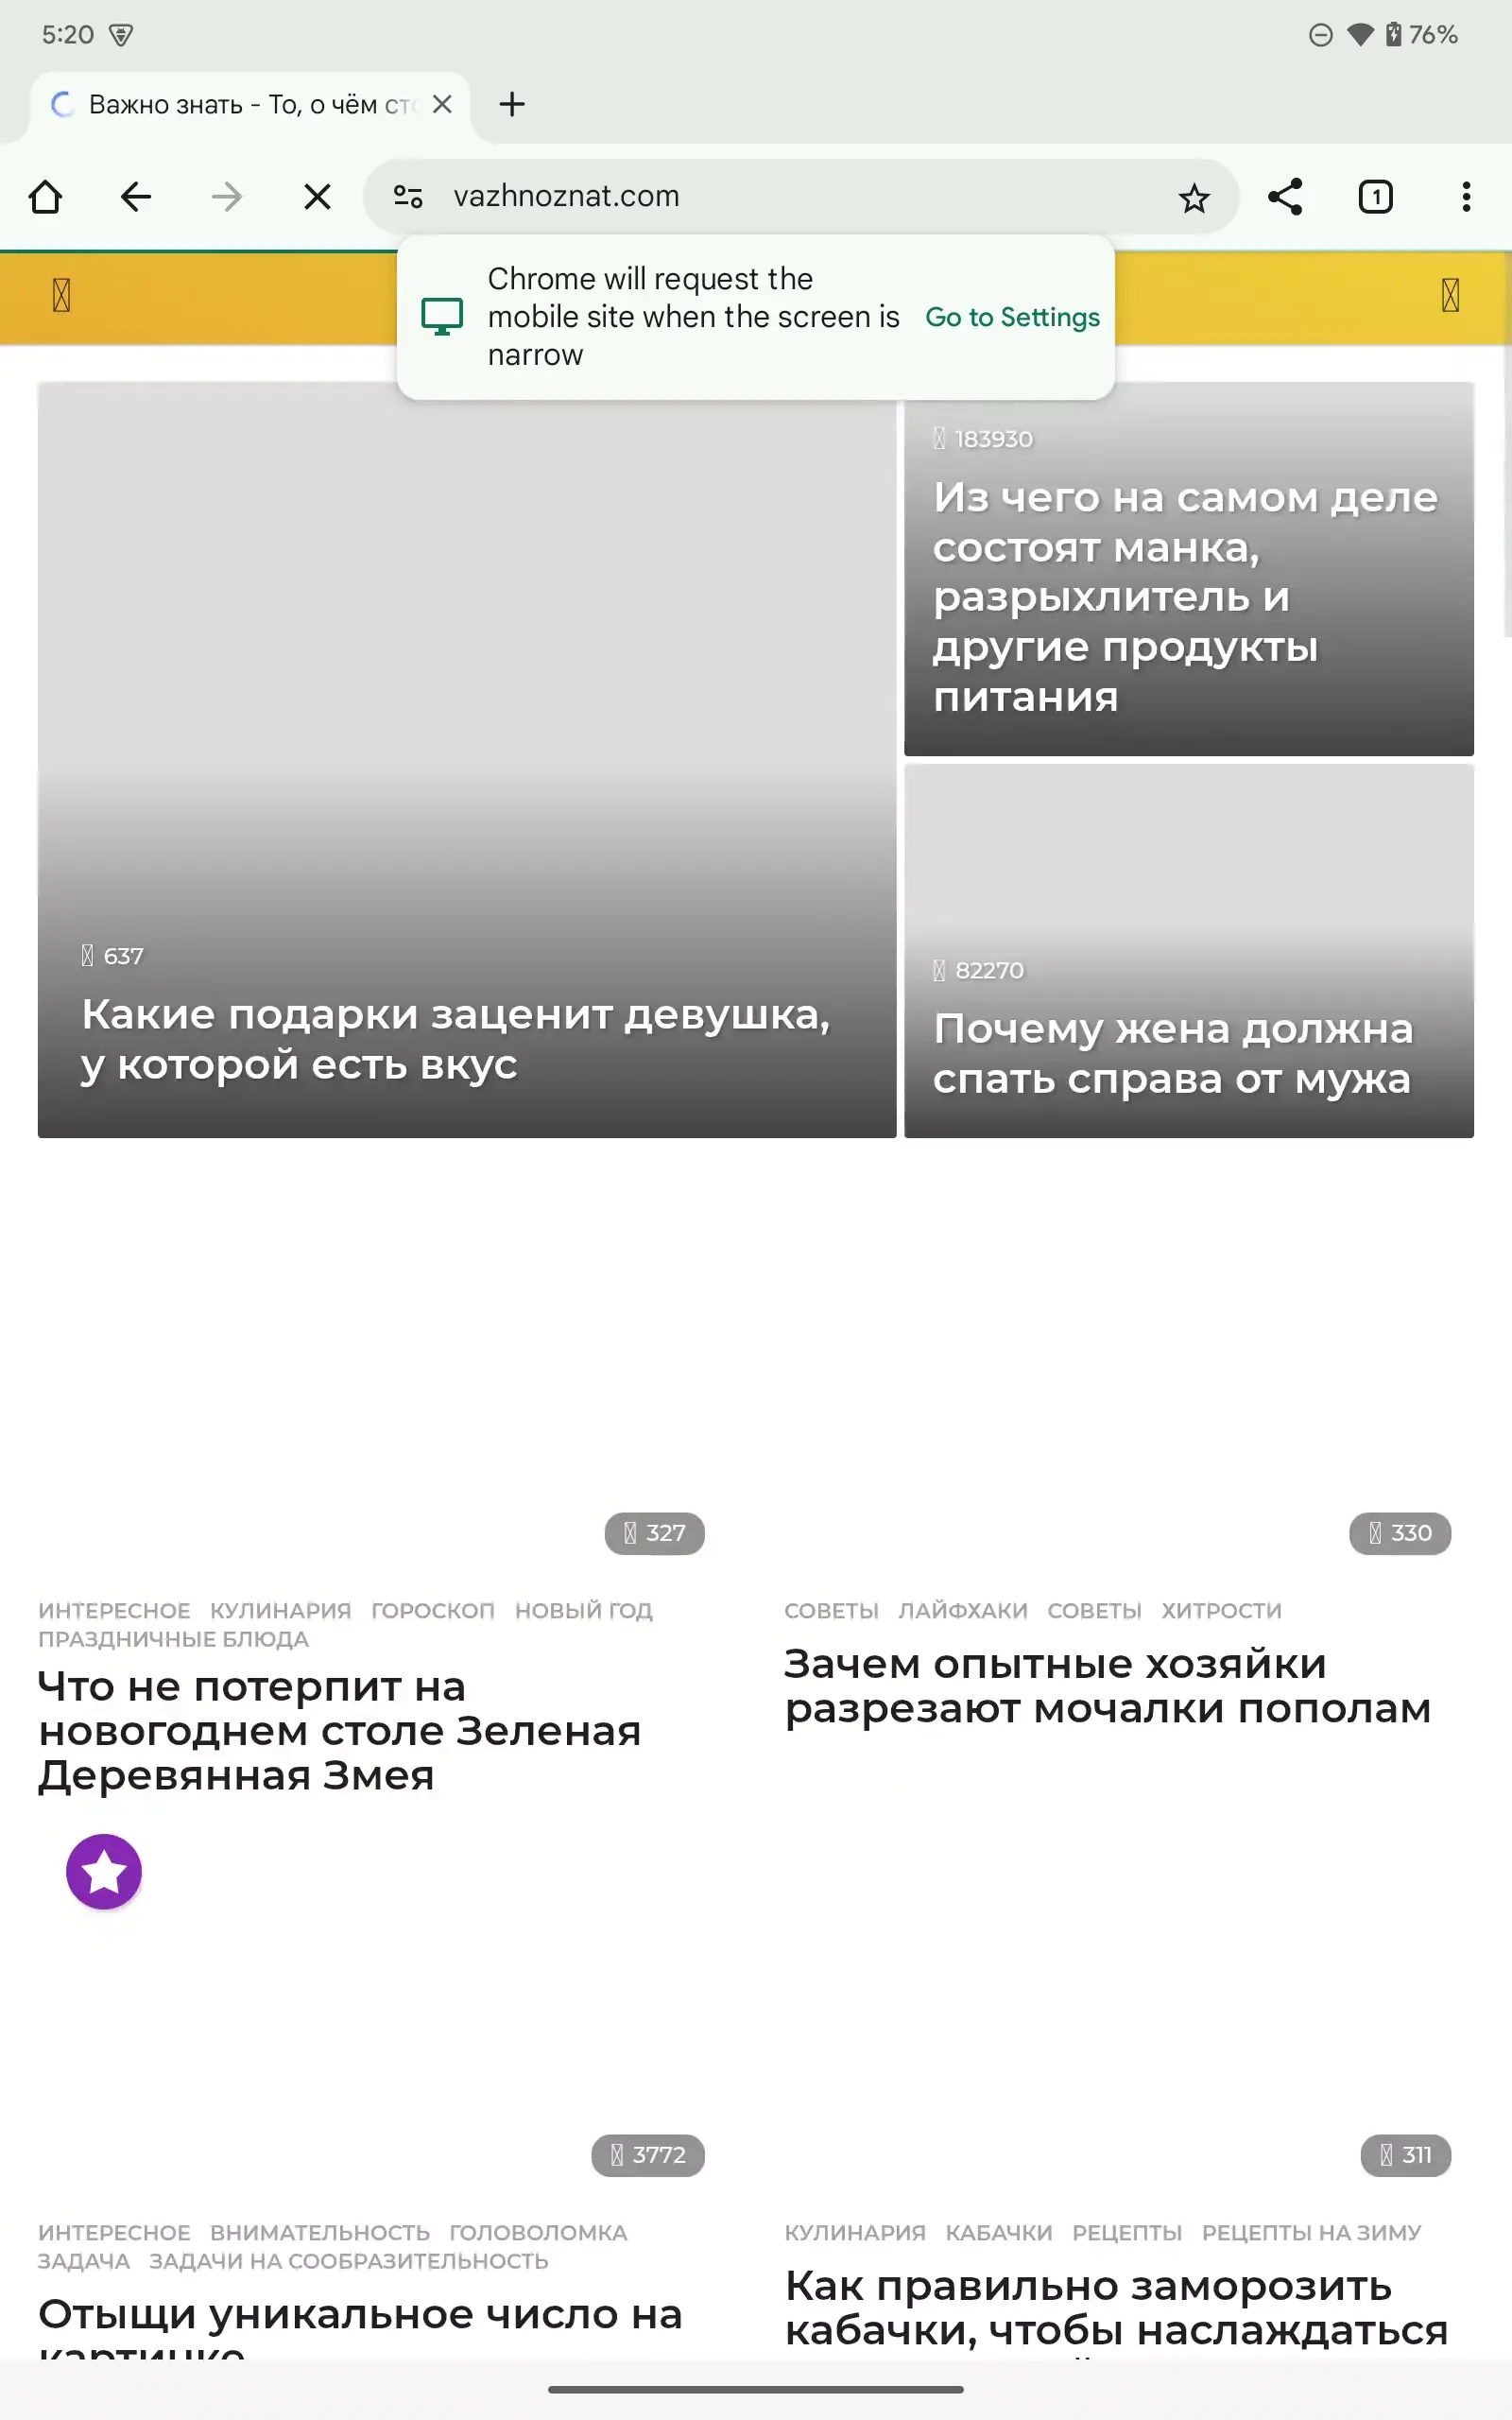 5:20
76%
Важно знать - То, о чём сто
vazhnoznat.com
1
Chrome will request the
mobile site when the screen is
narrow
Go to Settings
183930
Из чего на самом деле
состоят манка,
разрыхлитель и
другие продукты
питания
637
Какие подарки заценит девушка,
у которой есть вкус
82270
Почему жена должна
спать справа от мужа
327
330
ИНТЕРЕСНОЕ КУЛИНАРИЯ ГОРОСКОП НОВЫЙ ГОД
ПРАЗДНИЧНЫЕ БЛЮДА
Что не потерпит на
новогоднем столе Зеленая
Деревянная Змея
СОВЕТЫ ЛАЙФХАКИ СОВЕТЫ ХИТРОСТИ
Зачем опытные хозяйки
разрезают мочалки пополам
3772
311
ИНТЕРЕСНОЕ ВНИМАТЕЛЬНОСТЬ ГОЛОВОЛОМКА
ЗАДАЧА ЗАДАЧИ НА СООБРАЗИТЕЛЬНОСТЬ
Отыщи уникальное число на
картинке
КУЛИНАРИЯ КАБАЧКИ РЕЦЕПТЫ РЕЦЕПТЫ НА ЗИМУ
Как правильно заморозить
кабачки, чтобы наслаждаться